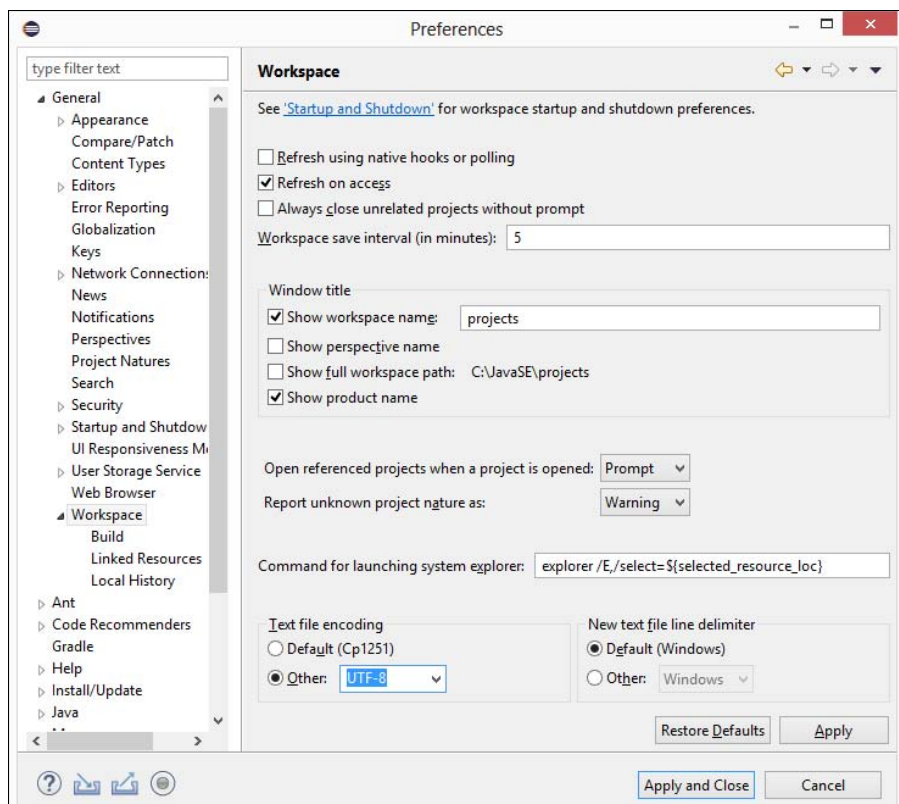 Preferences
type filter text
General
Appearance
Compare/Patch
Content Types
Editors
Error Reporting
Globalization
Keys
Network Connection
News
Notifications
Perspectives
Project Natures
Search
Security
Startup and Shutdow
UI Responsiveness M
User Storage Service
Web Browser
Workspace
Build
Linked Resources
Local History
Ant
Code Recommenders
Gradle
Help
Install/Update
Java
Workspace
See 'Startup and Shutdown' for workspace startup and shutdown preferences.
Refresh using native hooks or polling
Refresh on access
Always close unrelated projects without prompt
Workspace save interval (in minutes): 5
Window title
Show workspace name: projects
Show perspective name
Show full workspace path: C:\JavaSE\projects
Show product name
Open referenced projects when a project is opened: Prompt
Report unknown project nature as: Warning
Command for launching system explorer: explorer /E,/select=${selected_resource_loc}
Text file encoding
Default (Cp1251)
Other: UTF-8
New text file line delimiter
Default (Windows)
Other: Windows
Restore Defaults
Apply
Apply and Close
Cancel